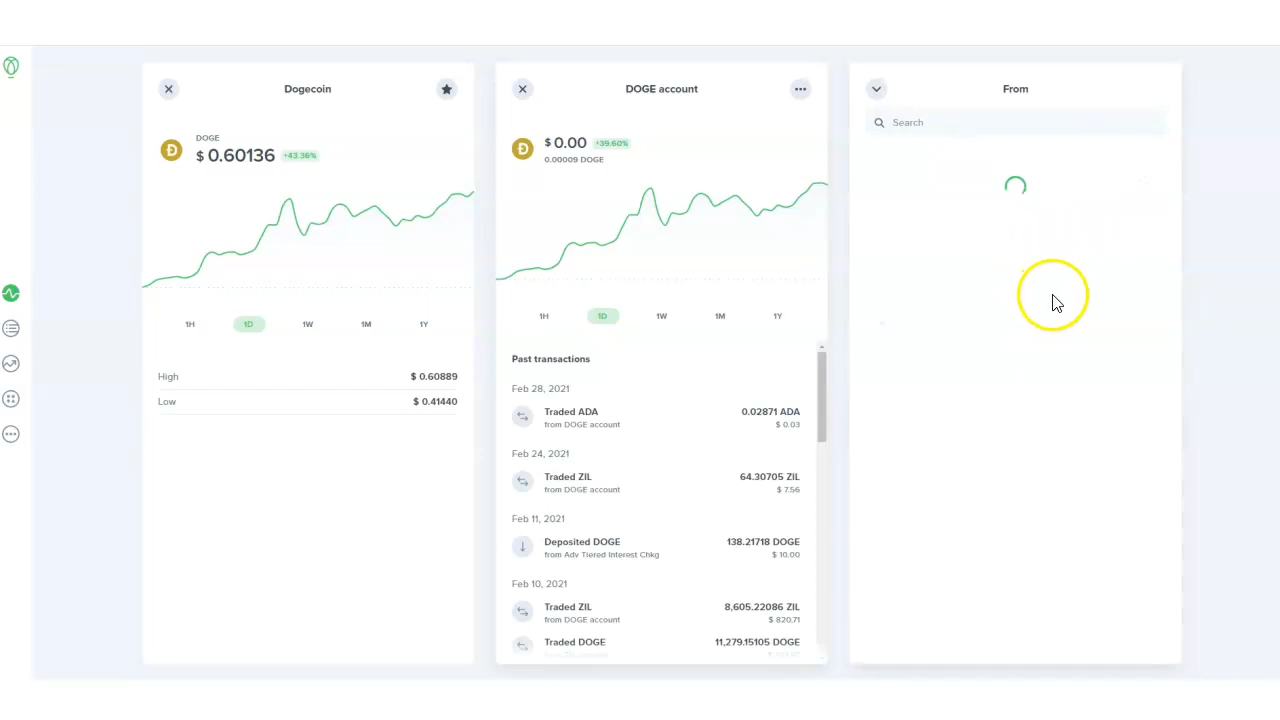 Dogecoin
DOGE
$ 0.60136 +43.36%
1H 1D 1W 1M 1Y
High $ 0.60889
Low $ 0.41440
DOGE account
$ 0.00 +39.60%
0.00009 DOGE
1H 1D 1W 1M 1Y
Past transactions
Feb 28, 2021
Traded ADA 0.02871 ADA
from DOGE account $ 0.03
Feb 24, 2021
Traded ZIL 64.30705 ZIL
from DOGE account $ 7.56
Feb 11, 2021
Deposited DOGE 138.21718 DOGE
from Adv Tiered Interest Chkg $ 10.00
Feb 10, 2021
Traded ZIL 8,605.22086 ZIL
from DOGE account $ 820.71
Traded DOGE 11,279.15105 DOGE
From
Search